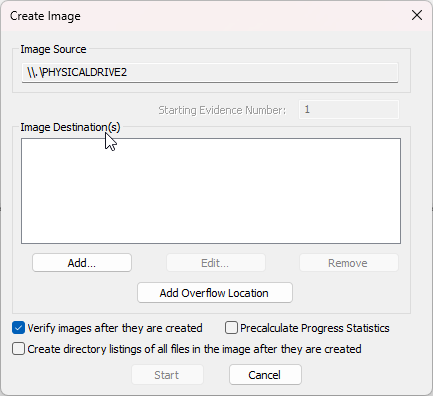 Create Image
Image Source
\\.\PHYSICALDRIVE2
Starting Evidence Number: 1
Image Destination(s)
Add... Edit... Remove
Add Overflow Location
Verify images after they are created Precalculate Progress Statistics
Create directory listings of all files in the image after they are created
Start Cancel